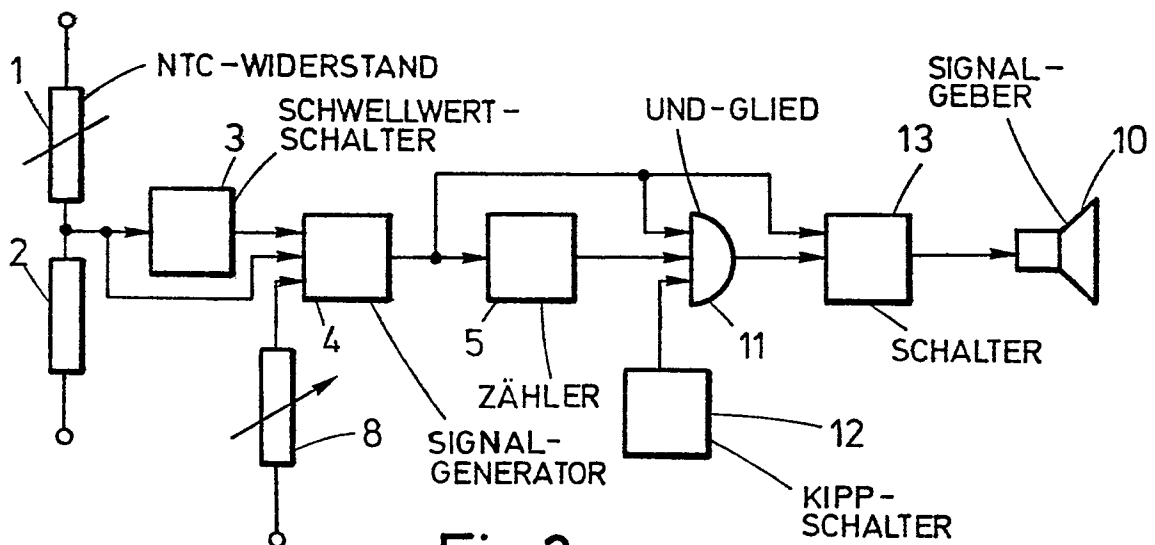 1
NTC-WIDERSTAND
SCHWELLWERT-
SCHALTER
3
UND-GLIED
SIGNAL-
GEBER
10
13
2
4
5
11
SCHALTER
8
ZÄHLER
12
SIGNAL-
GENERATOR
KIPP-
SCHALTER